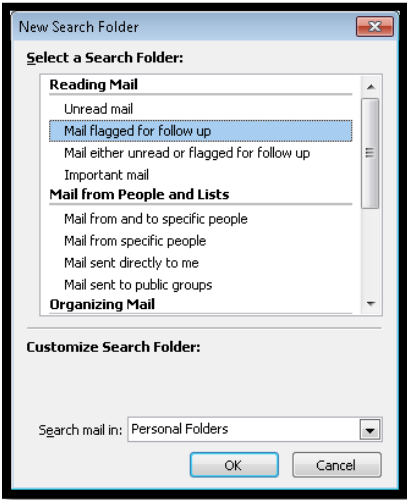 New Search Folder
Select a Search Folder:
Reading Mail
Unread mail
Mail flagged for follow up
Mail either unread or flagged for follow up
Important mail
Mail from People and Lists
Mail from and to specific people
Mail from specific people
Mail sent directly to me
Mail sent to public groups
Organizing Mail
Customize Search Folder:
Search mail in: Personal Folders
OK Cancel